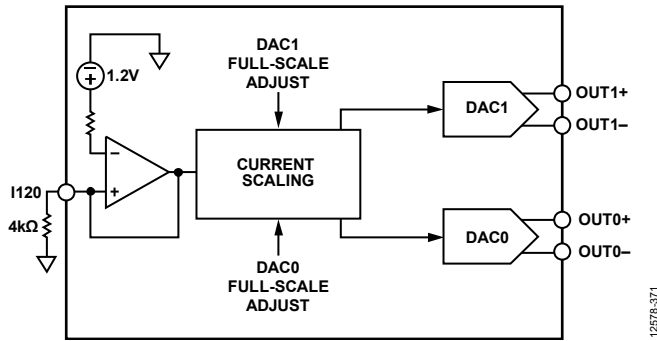 DAC1
FULL-SCALE
ADJUST
−
+
1.2V
DAC1
OUT1+
OUT1–
CURRENT
SCALING
–
+
I120
4kΩ
DAC0
OUT0+
OUT0–
DAC0
FULL-SCALE
ADJUST
12578-371